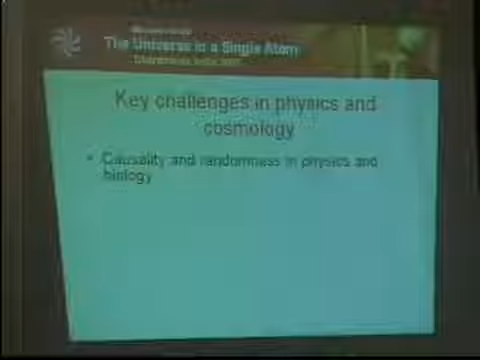 The Universe is a Single Atom
Key challenges in physics and
cosmology
• Causality and randomness in physics and
biology